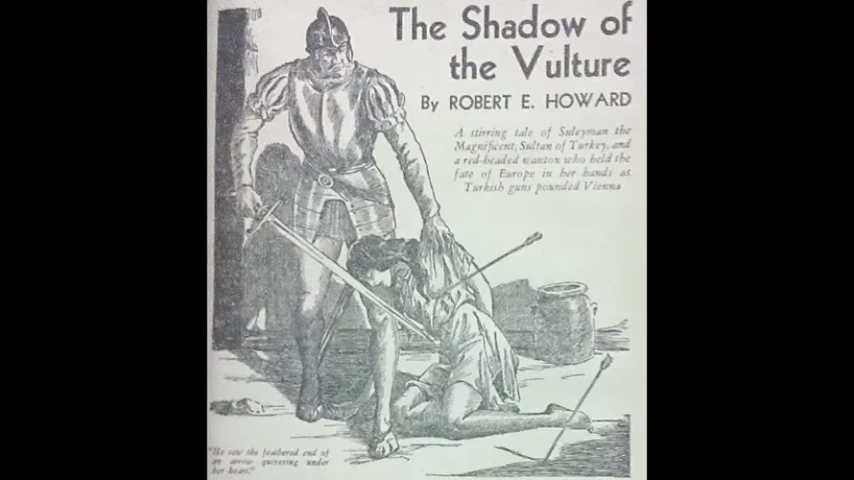 The Shadow of
the Vulture
By ROBERT E. HOWARD
A stirring tale of Suleyman the
Magnificent, Sultan of Turkey, and
a red-headed wanton who held the
fate of Europe in her hands as
Turkish guns pounded Vienna
"He saw the feathered end of
an arrow quivering under
her heart."